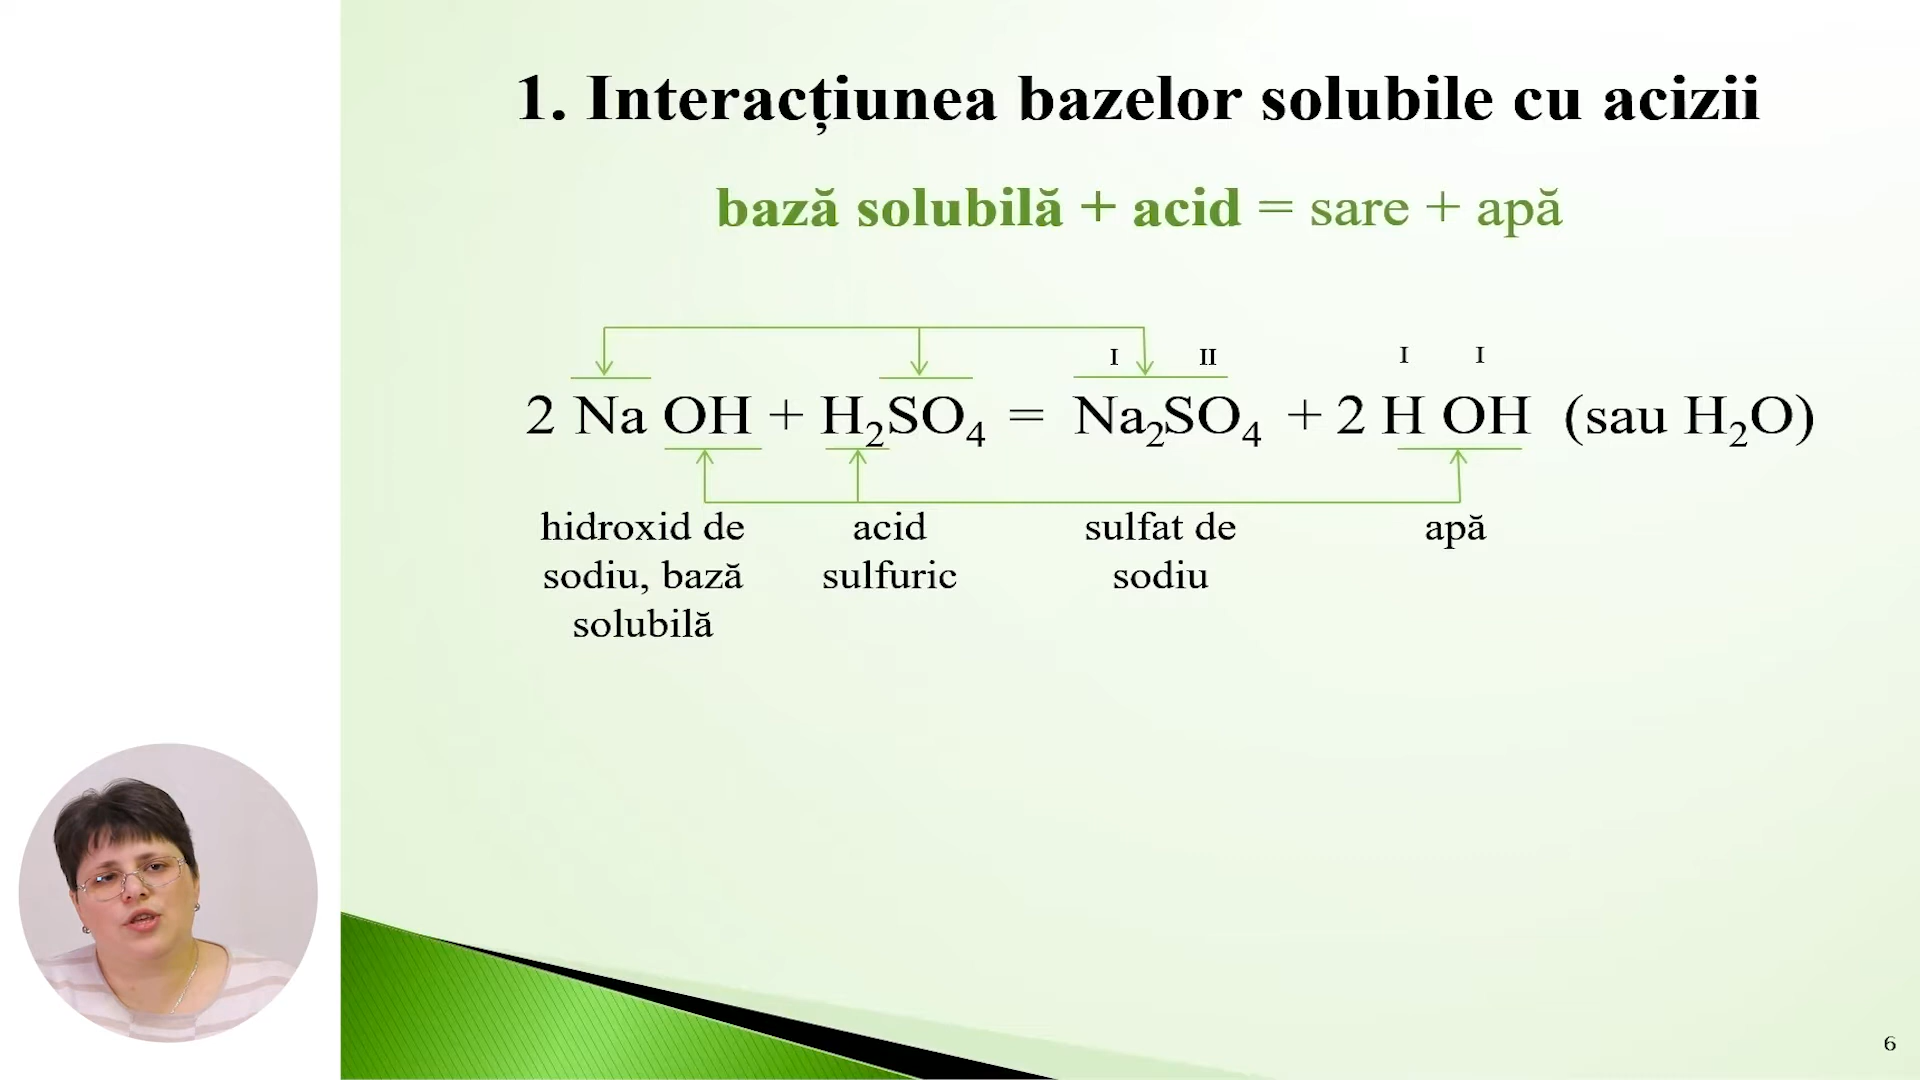 1. Interacțiunea bazelor solubile cu acizii
bază solubilă + acid = sare + apă
I II I I
2 Na OH + H₂SO₄ = Na₂SO₄ + 2 H OH (sau H₂O)
hidroxid de sodiu, bază solubilă
acid sulfuric
sulfat de sodiu
apă
6